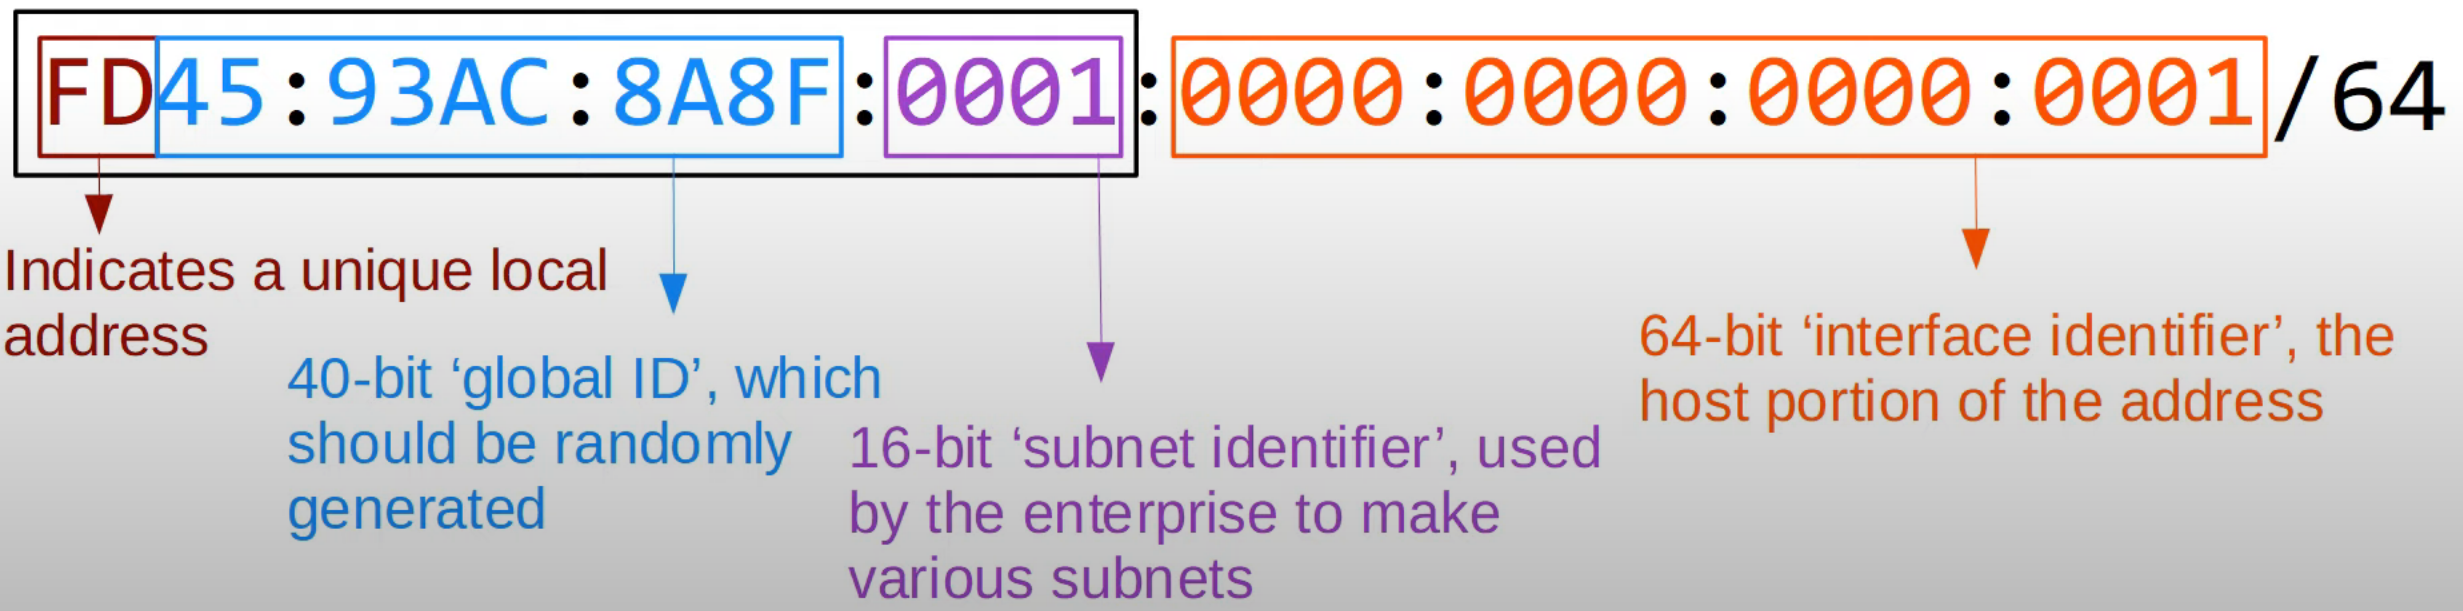 FD45:93AC:8A8F:0001:0000:0000:0000:0001/64
Indicates a unique local
address
40-bit ‘global ID’, which
should be randomly
generated
16-bit ‘subnet identifier’, used
by the enterprise to make
various subnets
64-bit ‘interface identifier’, the
host portion of the address